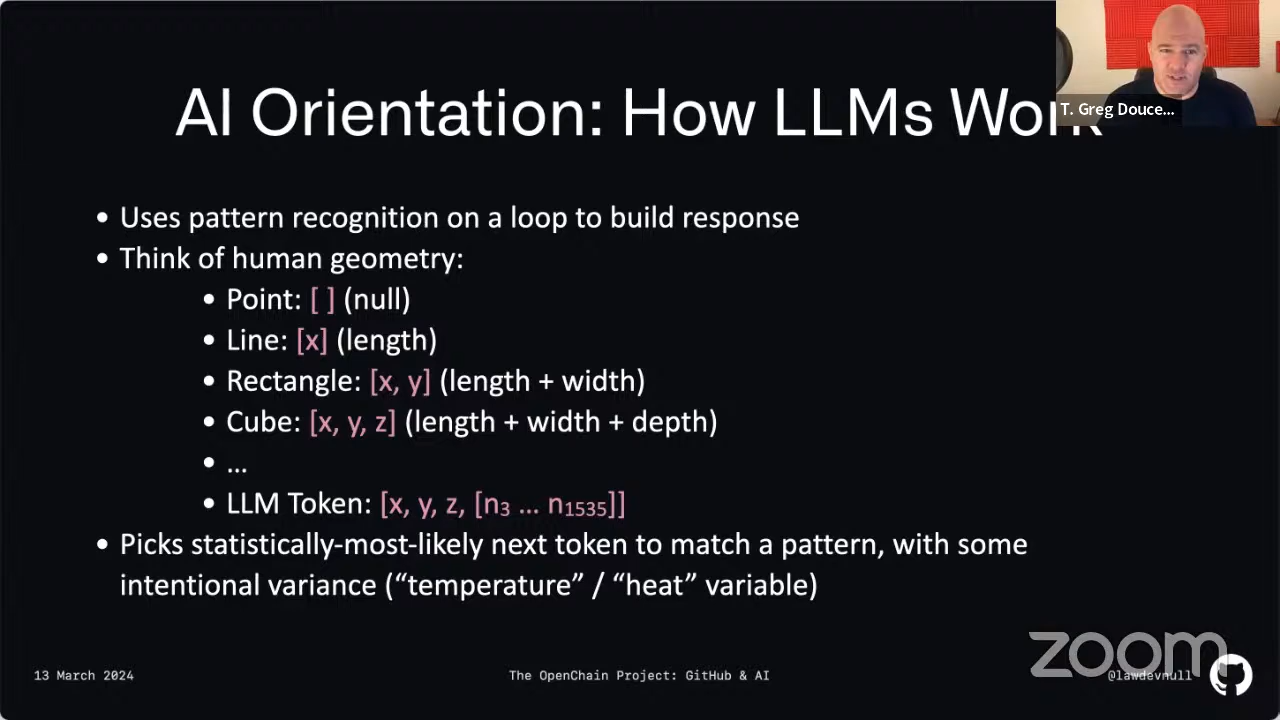 AI Orientation: How LLMs Work
T. Greg Douce...
• Uses pattern recognition on a loop to build response
• Think of human geometry:
• Point: [ ] (null)
• Line: [x] (length)
• Rectangle: [x, y] (length + width)
• Cube: [x, y, z] (length + width + depth)
• ...
• LLM Token: [x, y, z, [n₃ ... n₁₅₃₅]]
• Picks statistically-most-likely next token to match a pattern, with some
intentional variance (“temperature” / “heat” variable)
zoom
13 March 2024
The OpenChain Project: GitHub & AI
@lawdevnull